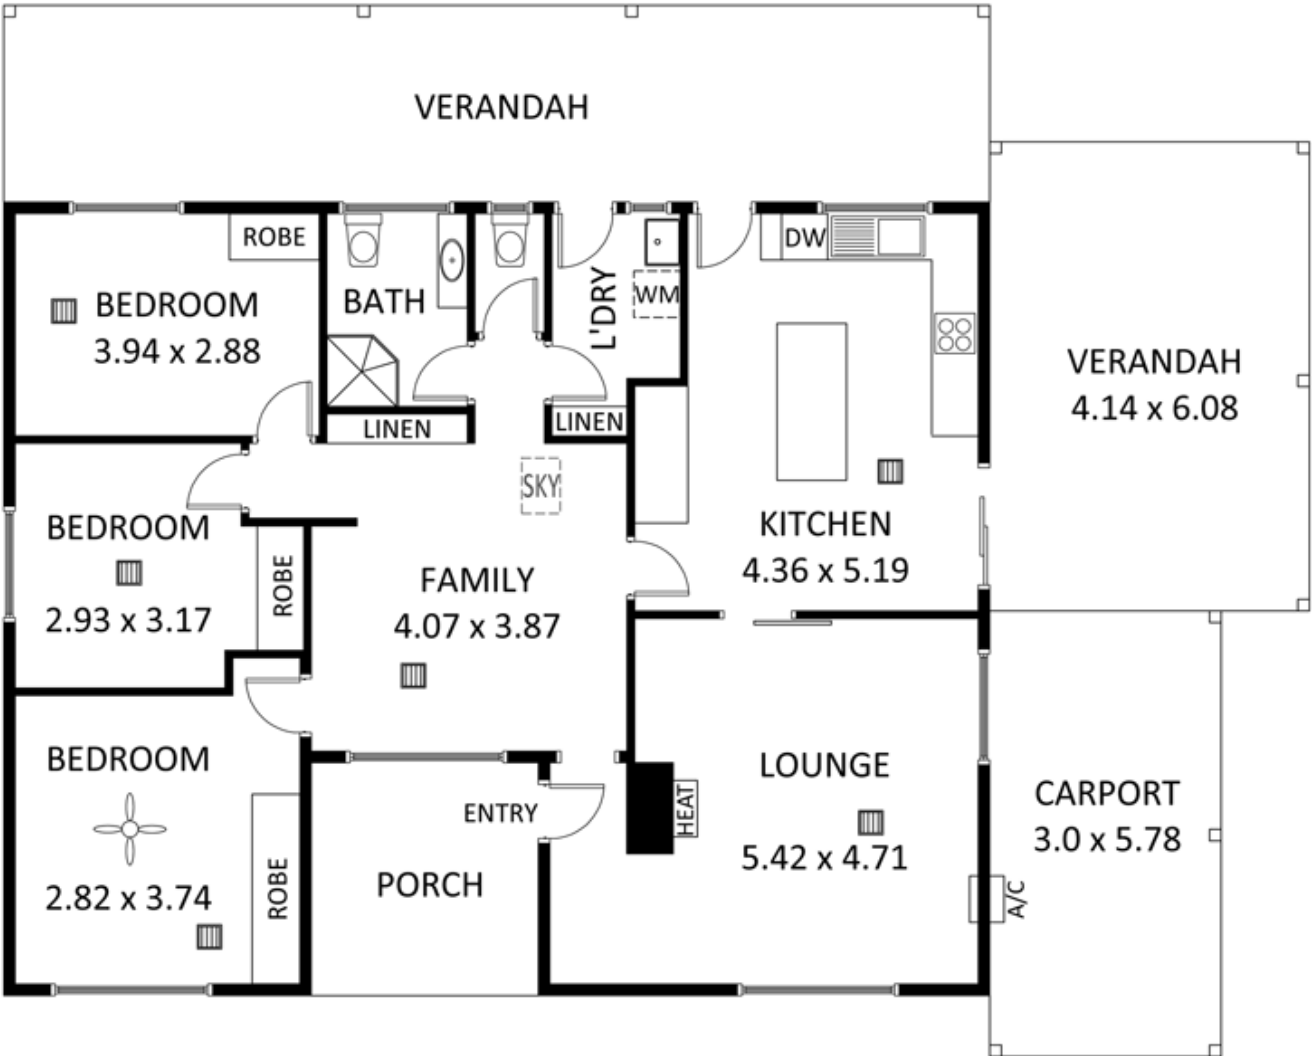 VERANDAH
ROBE
BEDROOM
3.94 x 2.88
BATH
L'DRY
WM
DW
LINEN
LINEN
VERANDAH
4.14 x 6.08
SKY
BEDROOM
2.93 x 3.17
ROBE
FAMILY
4.07 x 3.87
KITCHEN
4.36 x 5.19
BEDROOM
2.82 x 3.74
ROBE
ENTRY
PORCH
HEAT
LOUNGE
5.42 x 4.71
A/C
CARPORT
3.0 x 5.78